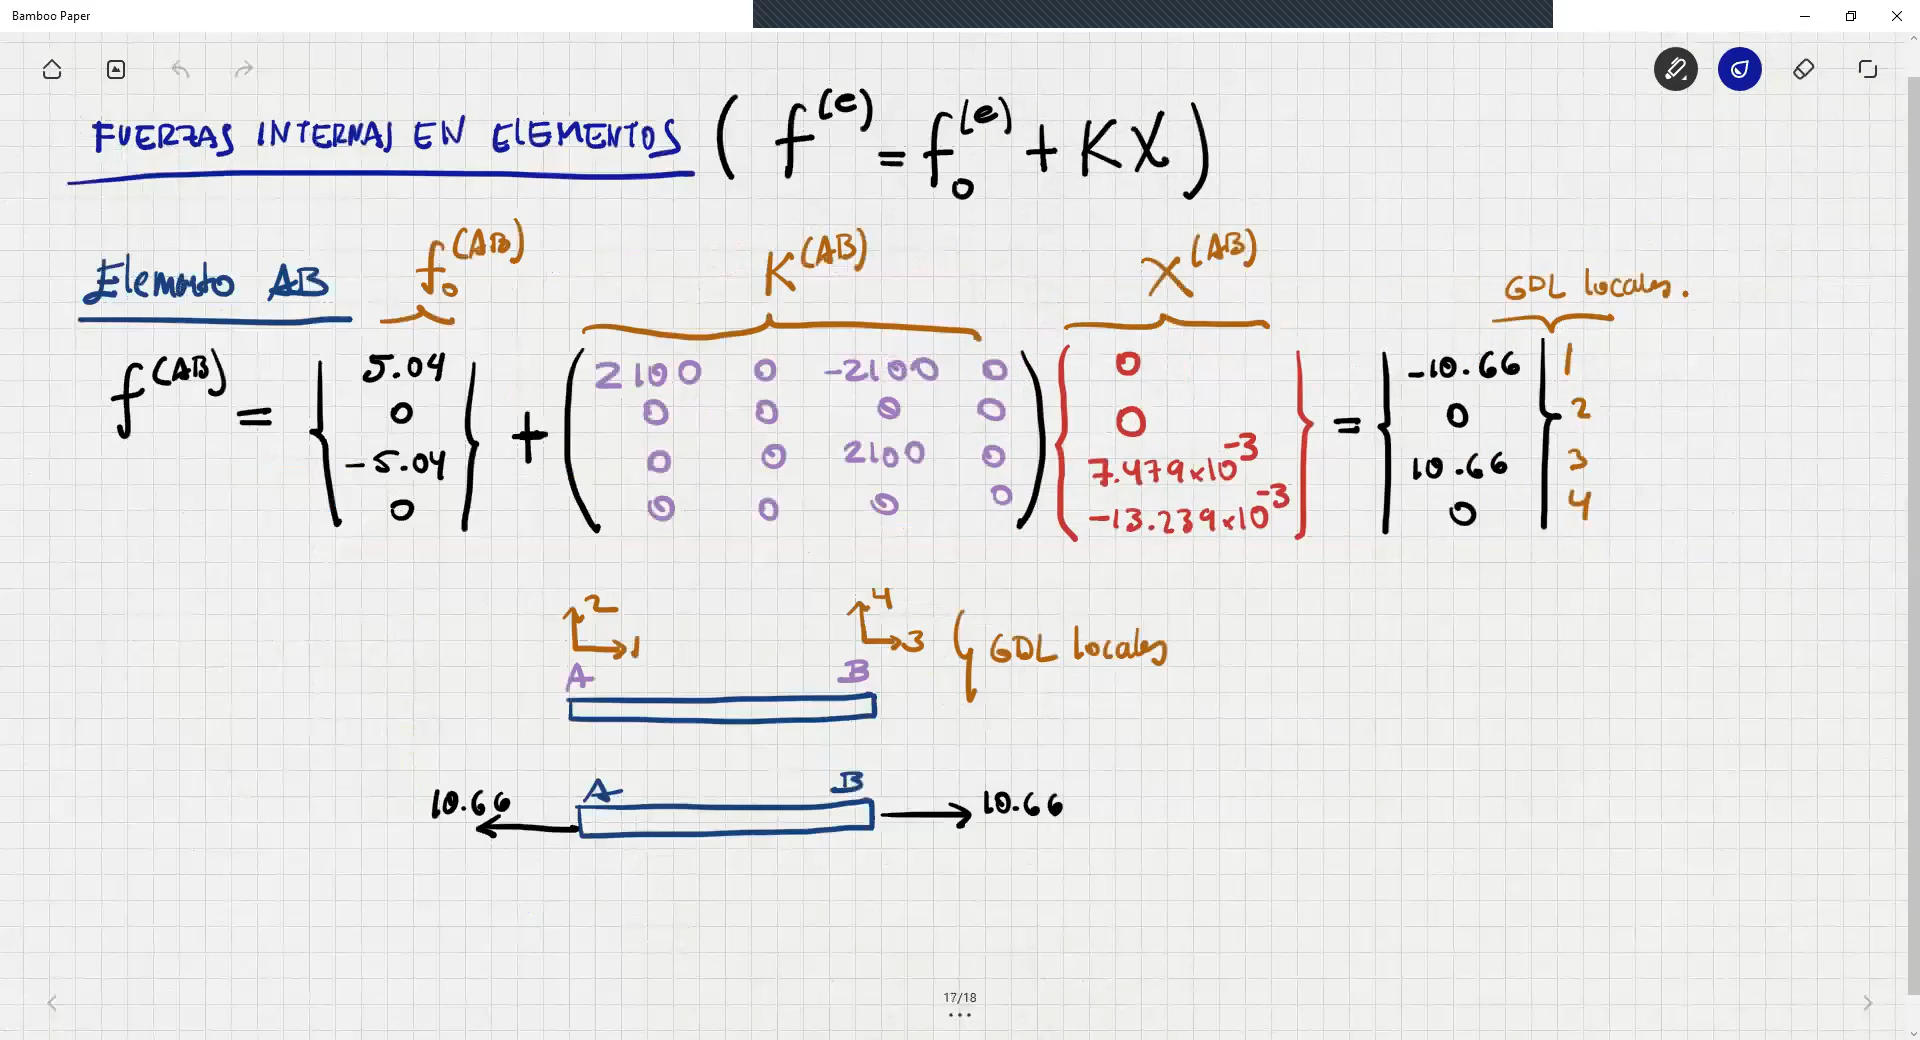 Bamboo Paper
FUERZAS INTERNAS EN ELEMENTOS ( f^(e) = f_0^(e) + KX )
Elemento AB f_0^(AB) K^(AB) X^(AB) GDL locales.
f^(AB) = { 5.04 0 -5.04 0 } + ( 2100 0 -2100 0
0 0 0 0
0 0 2100 0
0 0 0 0 ) { 0 0 7.479x10^-3 -13.239x10^-3 } = { -10.66 0 10.66 0 } 1 2 3 4
2 4
1 3 GDL locales
A B
A B
10.66 10.66
17/18